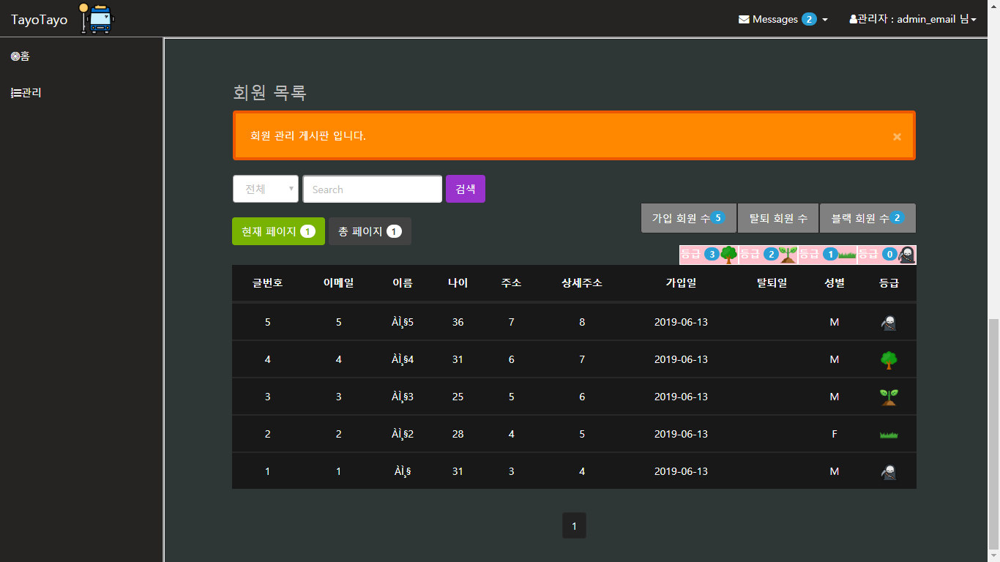 TayoTayo
Messages 2
관리자 : admin_email 님
홈
관리
회원 목록
회원 관리 게시판 입니다.
×
전체
Search
검색
가입 회원 수 5
탈퇴 회원 수
블랙 회원 수 2
현재 페이지 1
총 페이지 1
등급 3 등급 2 등급 1 등급 0
글번호 이메일 이름 나이 주소 상세주소 가입일 탈퇴일 성별 등급
5 5 ÀÌ¸§5 36 7 8 2019-06-13 M
4 4 ÀÌ¸§4 31 6 7 2019-06-13 M
3 3 ÀÌ¸§3 25 5 6 2019-06-13 M
2 2 ÀÌ¸§2 28 4 5 2019-06-13 F
1 1 ÀÌ¸§ 31 3 4 2019-06-13 M
1